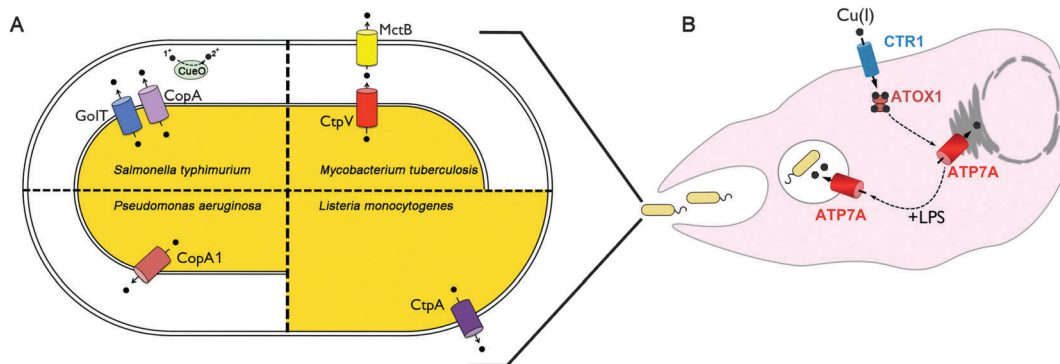 A
MctB
1+
2+
CueO
CopA
GolT
CtpV
Salmonella typhimurium
Mycobacterium tuberculosis
Pseudomonas aeruginosa
Listeria monocytogenes
CopA1
CtpA
B
Cu(I)
CTR1
ATOX1
ATP7A
ATP7A
+LPS